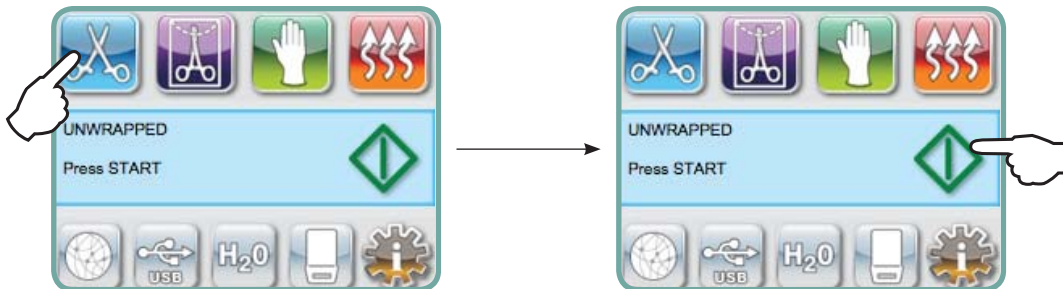 UNWRAPPED
Press START
USB
H₂O
UNWRAPPED
Press START
USB
H₂O